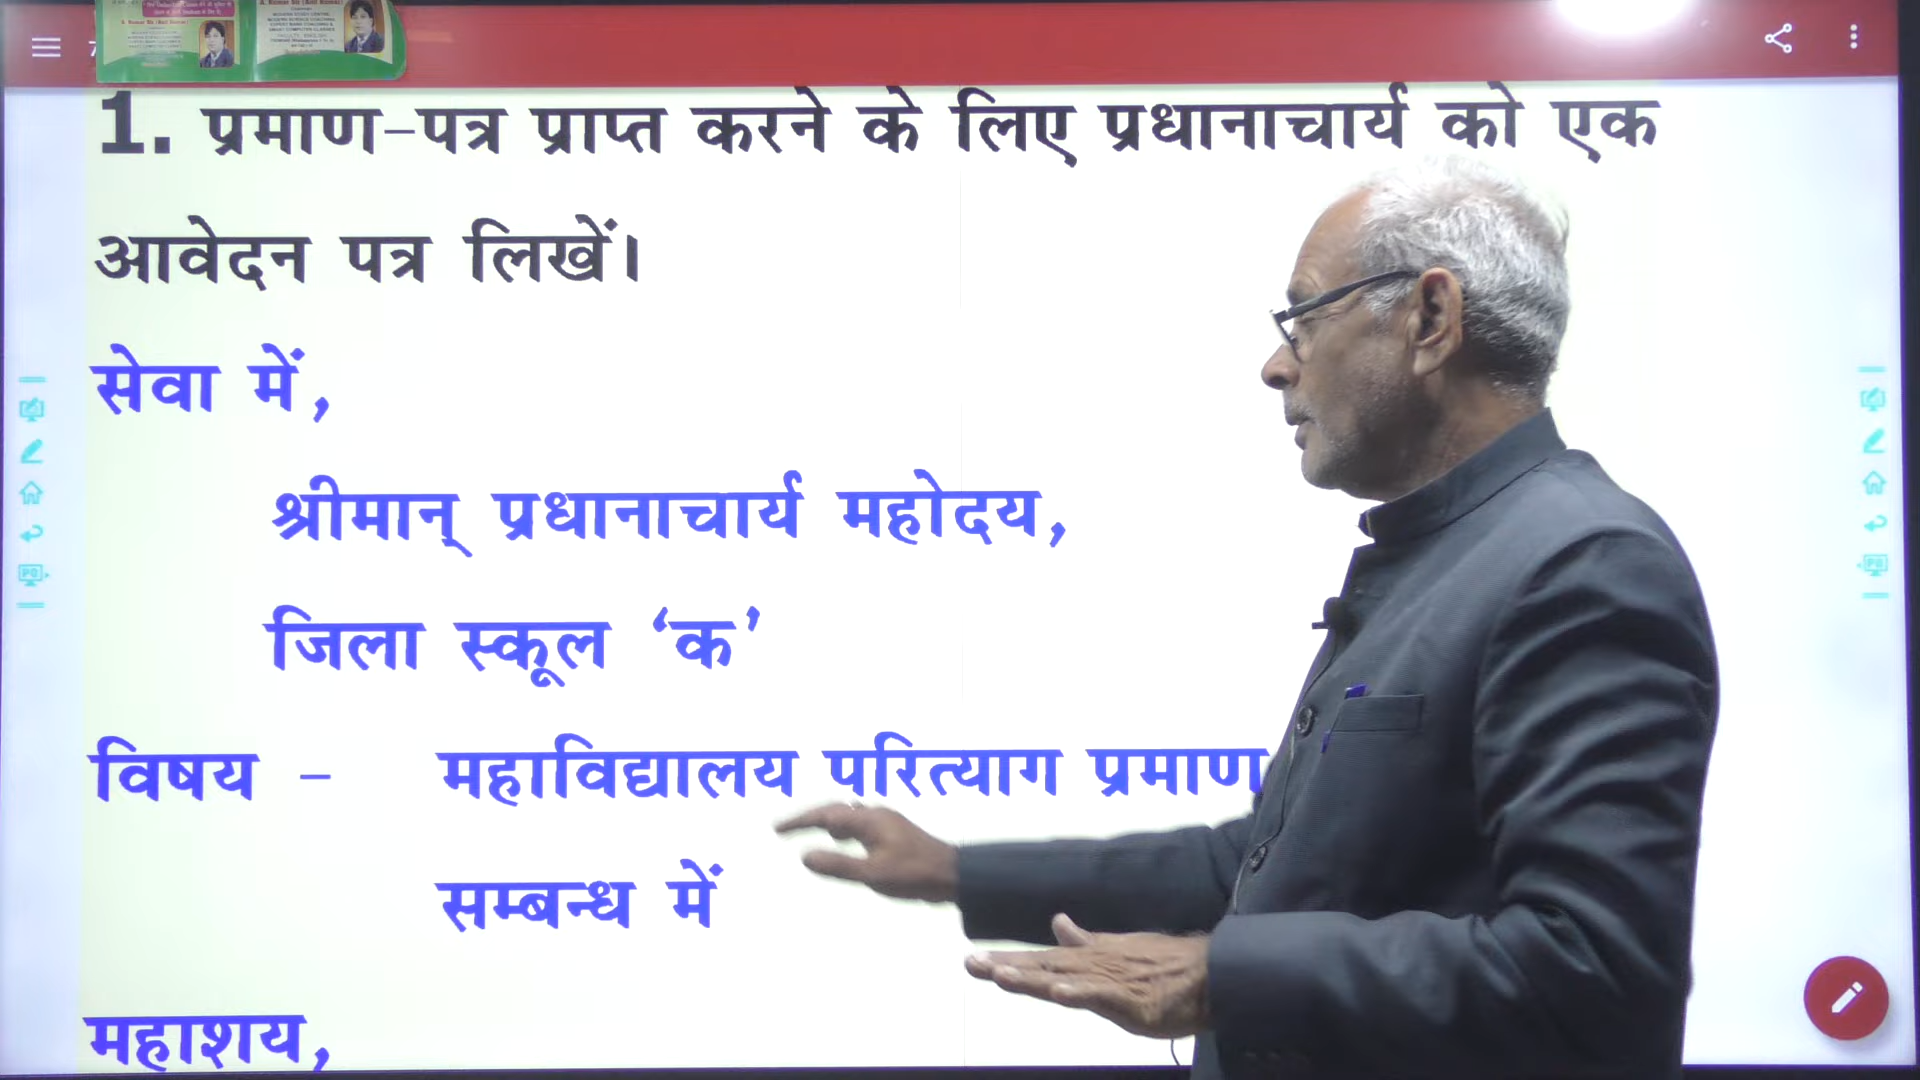 1. प्रमाण-पत्र प्राप्त करने के लिए प्रधानाचार्य को एक
आवेदन पत्र लिखें।
सेवा में,
श्रीमान् प्रधानाचार्य महोदय,
जिला स्कूल ‘क’
विषय - महाविद्यालय परित्याग प्रमाण
सम्बन्ध में
महाशय,